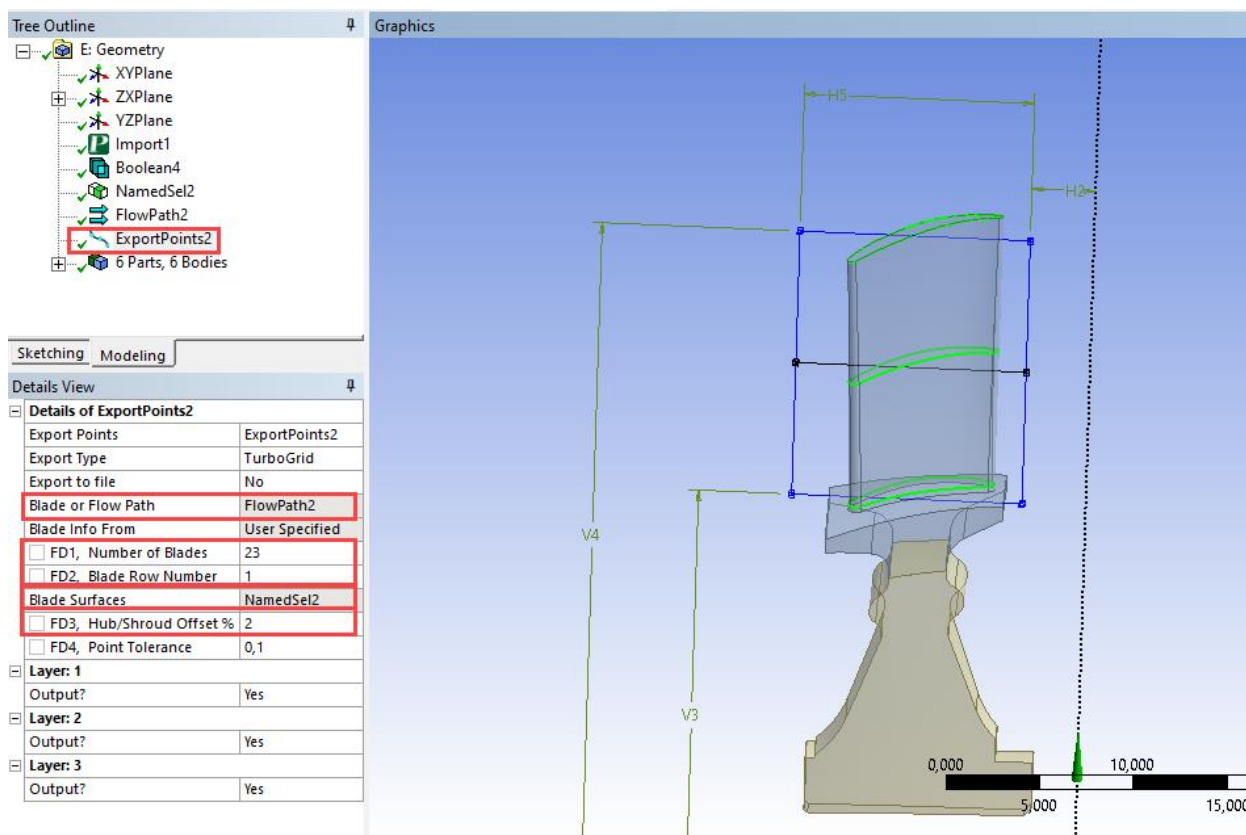 Tree Outline
E: Geometry
XYPlane
ZXPlane
YZPlane
Import1
Boolean4
NamedSel2
FlowPath2
ExportPoints2
6 Parts, 6 Bodies
Sketching Modeling
Details View
Details of ExportPoints2
Export Points ExportPoints2
Export Type TurboGrid
Export to file No
Blade or Flow Path FlowPath2
Blade Info From User Specified
FD1, Number of Blades 23
FD2, Blade Row Number 1
Blade Surfaces NamedSel2
FD3, Hub/Shroud Offset % 2
FD4, Point Tolerance 0,1
Layer: 1
Output? Yes
Layer: 2
Output? Yes
Layer: 3
Output? Yes
Graphics
H5
H2
V4
V3
0,000 10,000
5,000 15,000